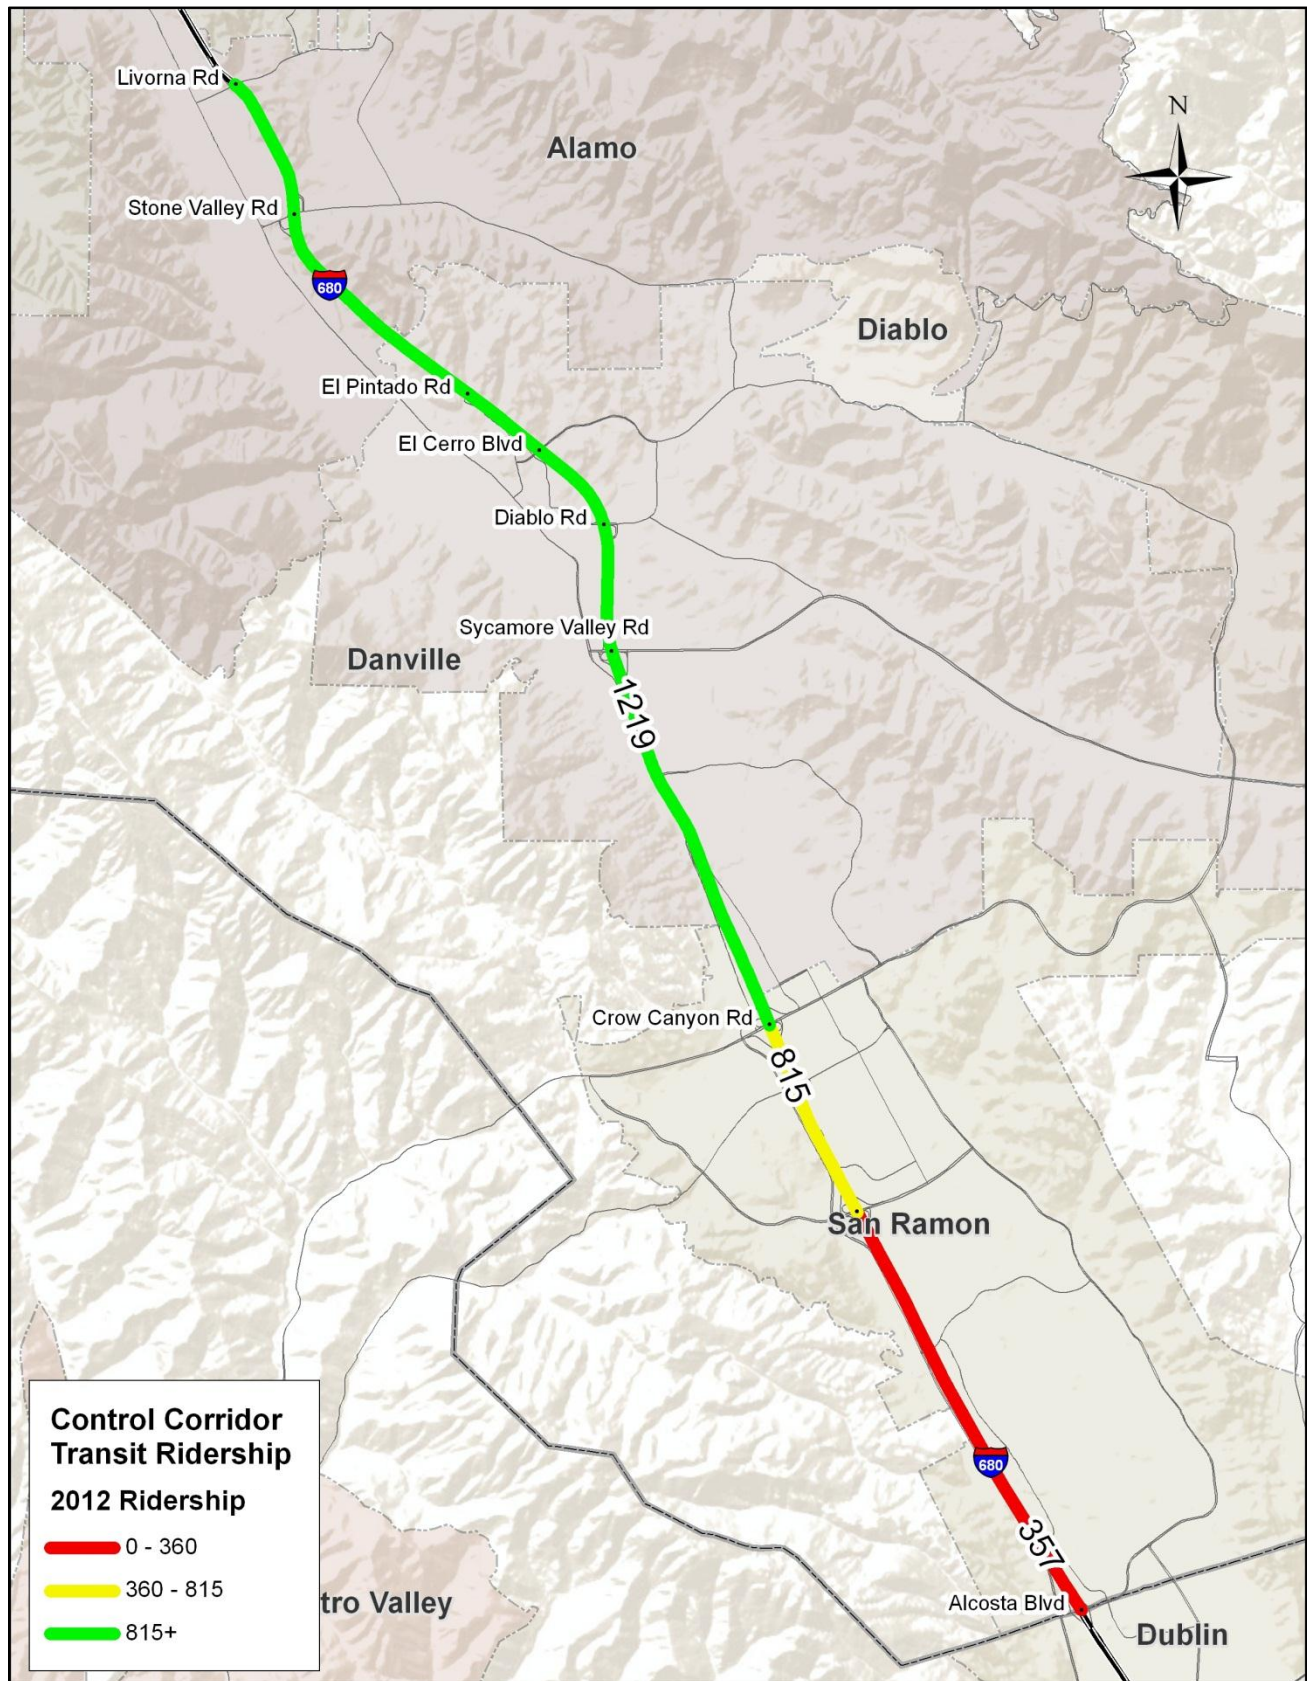 N
Livorna Rd
Alamo
Stone Valley Rd
680
Diablo
El Pintado Rd
El Cerro Blvd
Diablo Rd
Sycamore Valley Rd
Danville
1219
Crow Canyon Rd
815
San Ramon
680
357
Alcosta Blvd
Dublin
Control Corridor
Transit Ridership
2012 Ridership
0 - 360
360 - 815
815+
tro Valley